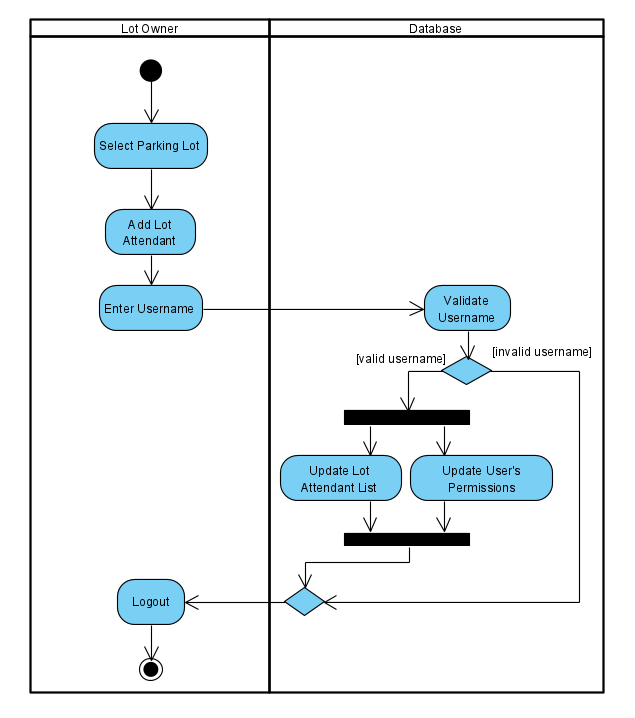 Lot Owner
Database
Select Parking Lot
Add Lot
Attendant
Enter Username
Validate
Username
[valid username]
[invalid username]
Update Lot
Attendant List
Update User's
Permissions
Logout